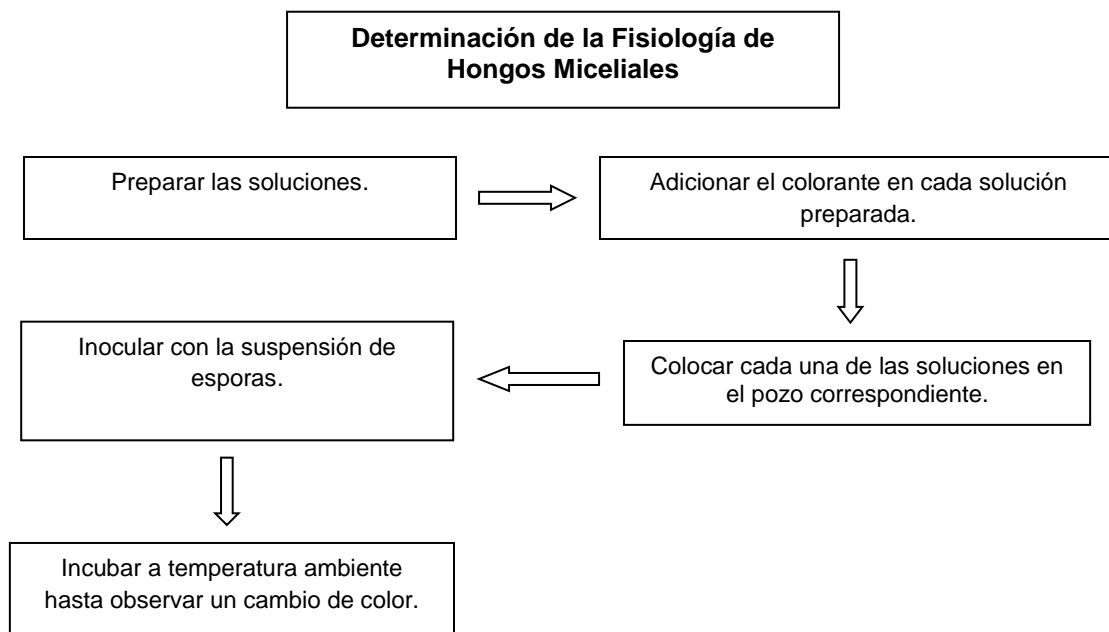 Determinación de la Fisiología de
Hongos Miceliales
Preparar las soluciones.
Adicionar el colorante en cada solución
preparada.
Colocar cada una de las soluciones en
el pozo correspondiente.
Inocular con la suspensión de
esporas.
Incubar a temperatura ambiente
hasta observar un cambio de color.